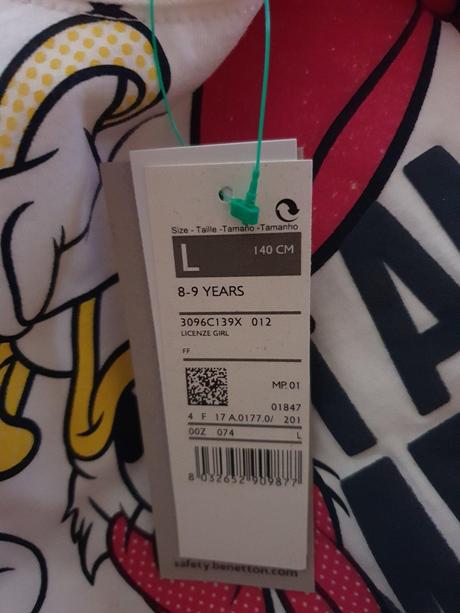 Size - Taille -Tamaño -Tamanho
L 140 CM
8-9 YEARS
3096C139X 012
LICENZE GIRL
FF
MP. 01
01847
4 F 17 A.0177.0/ 201
00Z 074 L
8 032652 909877
safety.benetton.com